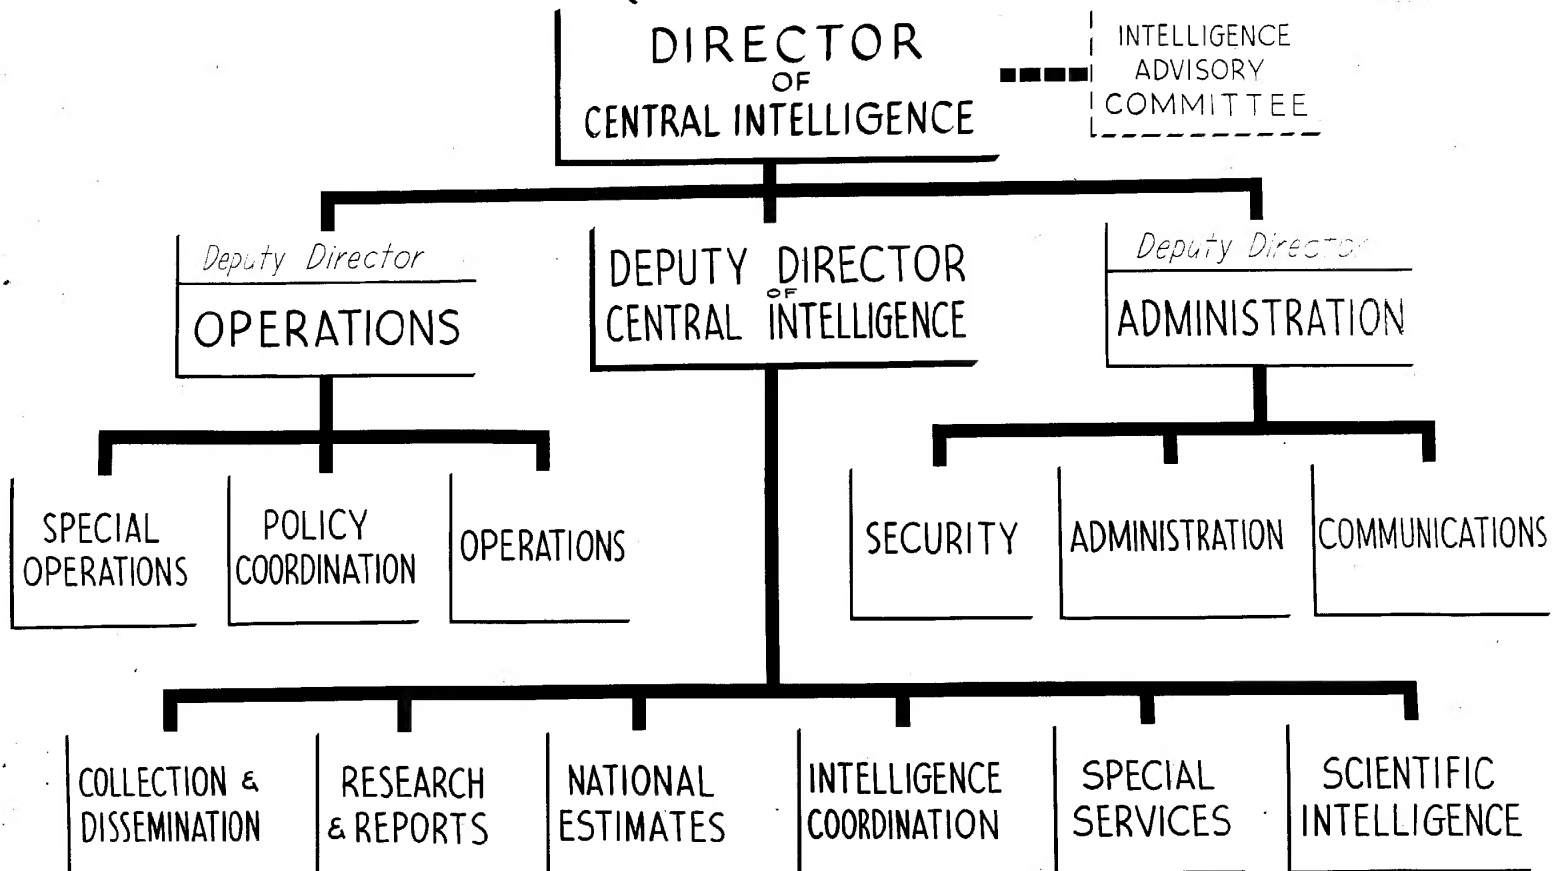 DIRECTOR
OF
CENTRAL INTELLIGENCE
INTELLIGENCE
ADVISORY
COMMITTEE
Deputy Director
OPERATIONS
DEPUTY DIRECTOR
OF
CENTRAL INTELLIGENCE
Deputy Director
ADMINISTRATION
SPECIAL
OPERATIONS
POLICY
COORDINATION
OPERATIONS
SECURITY
ADMINISTRATION
COMMUNICATIONS
COLLECTION &
DISSEMINATION
RESEARCH
& REPORTS
NATIONAL
ESTIMATES
INTELLIGENCE
COORDINATION
SPECIAL
SERVICES
SCIENTIFIC
INTELLIGENCE